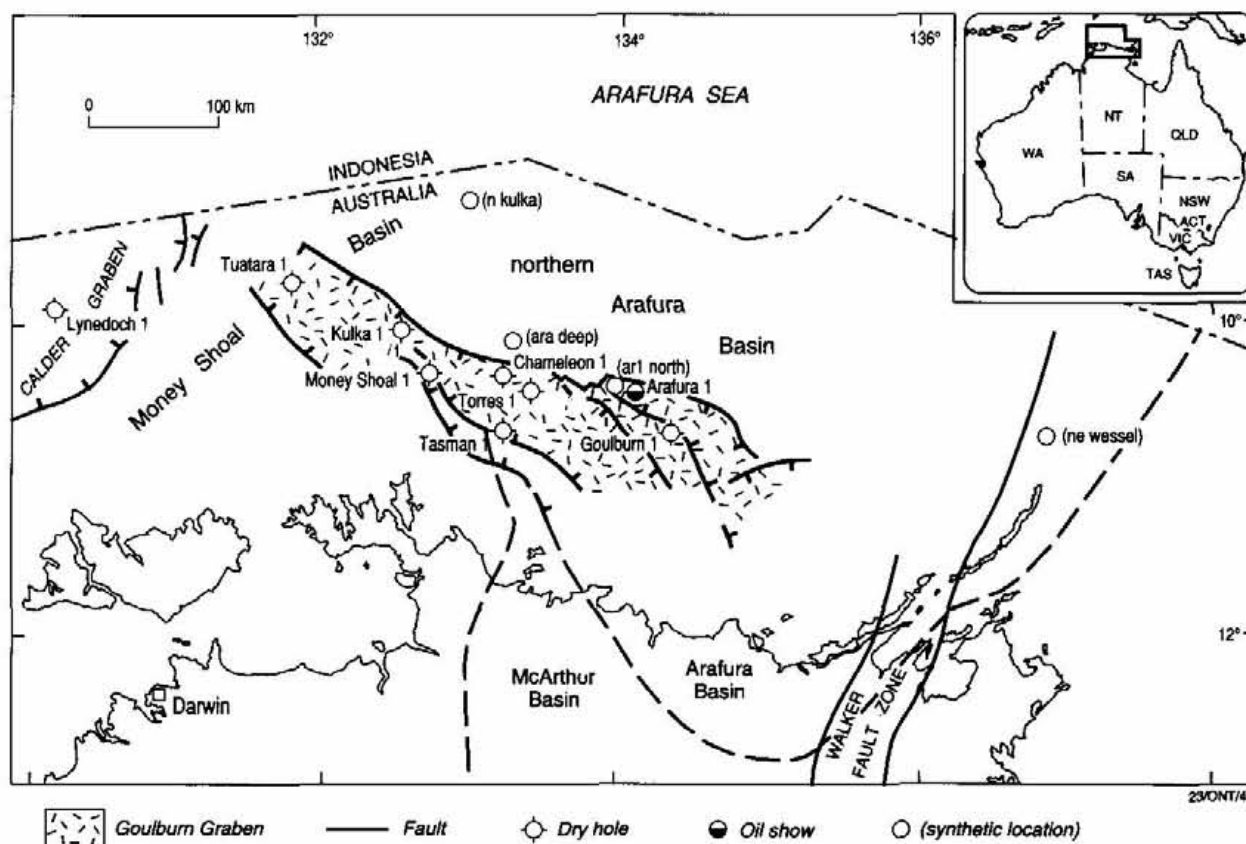 132°
134°
136°
0
100 km
ARAFURA SEA
INDONESIA
AUSTRALIA
(n kulka)
Basin
northern
Arafura
Basin
Tuatara 1
CALDER GRABEN
Lynedoch 1
Money Shoal
Kulka 1
(ara deep)
Chameleon 1
(ar1 north)
Money Shoal 1
Arafura 1
Torres 1
Tasman 1
Goulburn 1
(ne wessel)
10°
12°
McArthur
Basin
Arafura
Basin
WALKER
FAULT ZONE
Darwin
WA
NT
QLD
SA
NSW
ACT
VIC
TAS
23/ONT/4
Goulburn Graben
Fault
Dry hole
Oil show
(synthetic location)